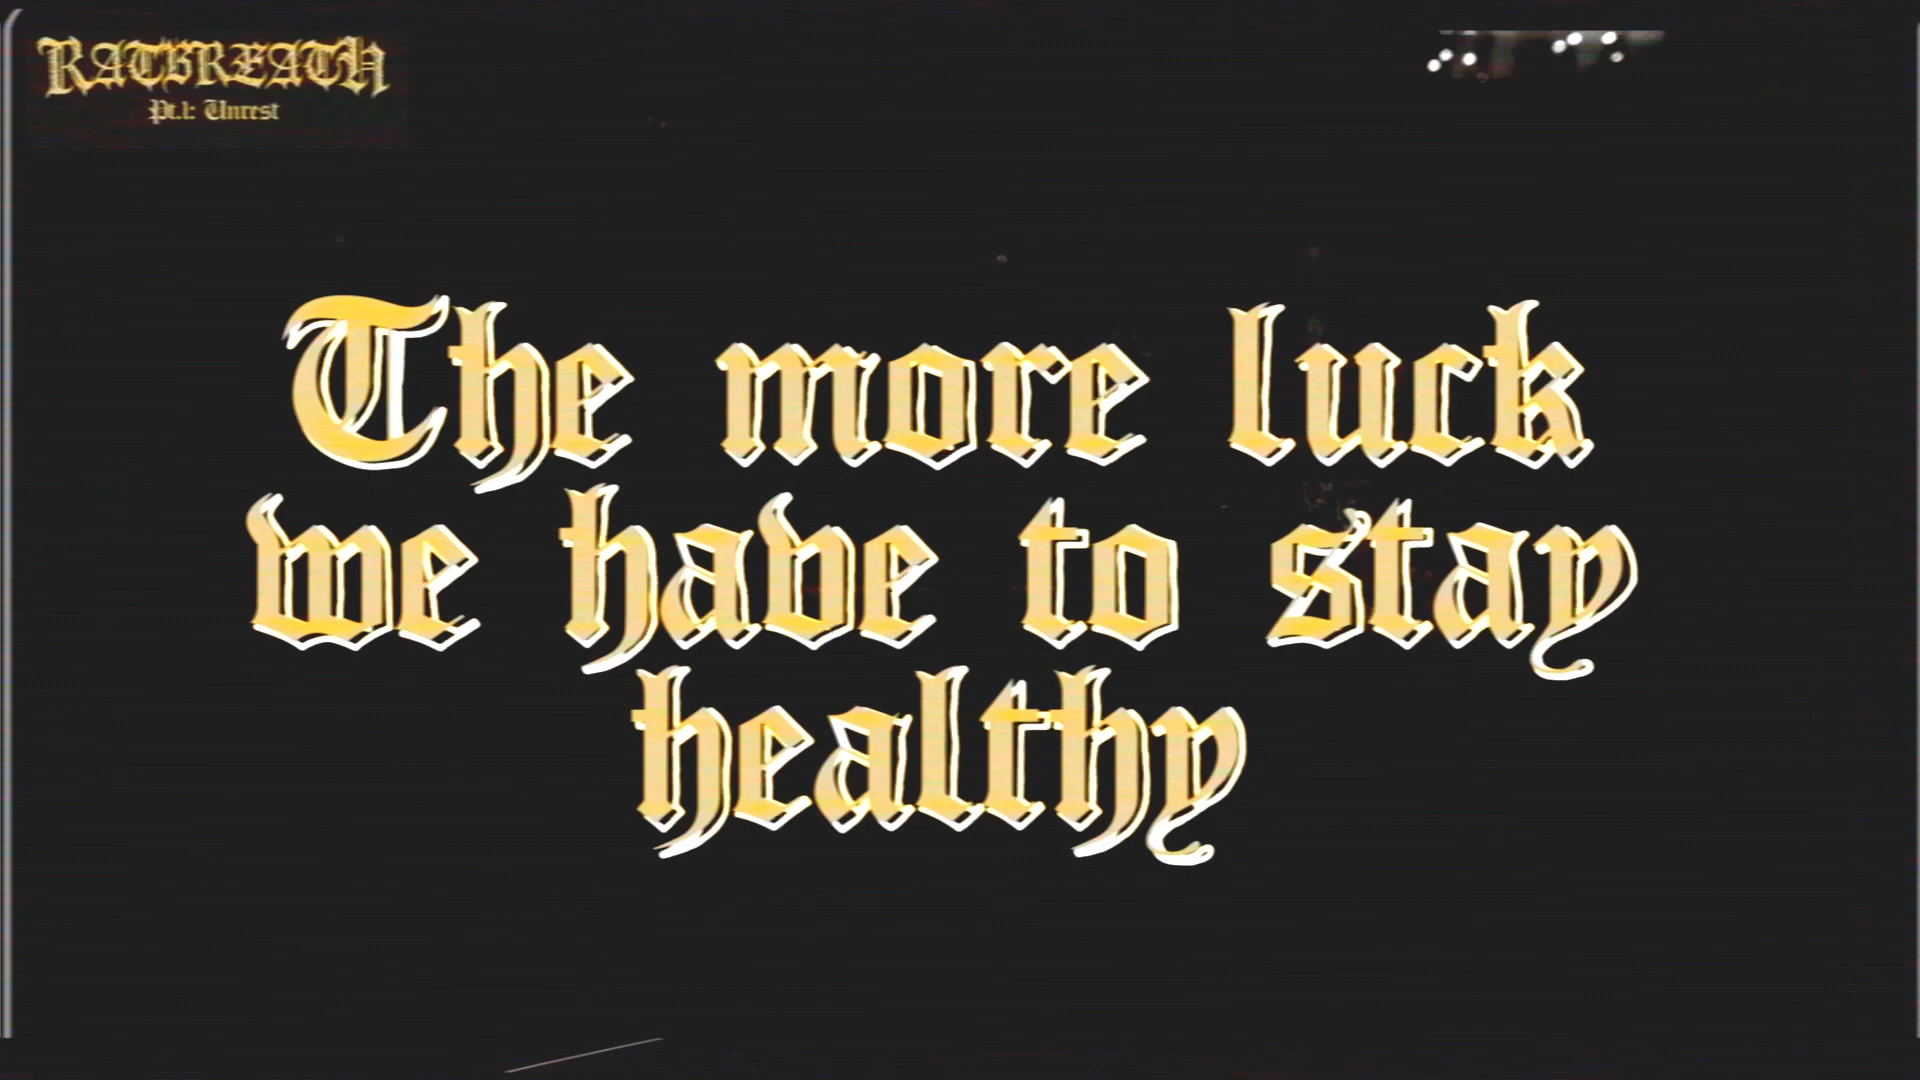 RATBREATH
Pt.1: Unrest
The more luck
we have to stay
healthy